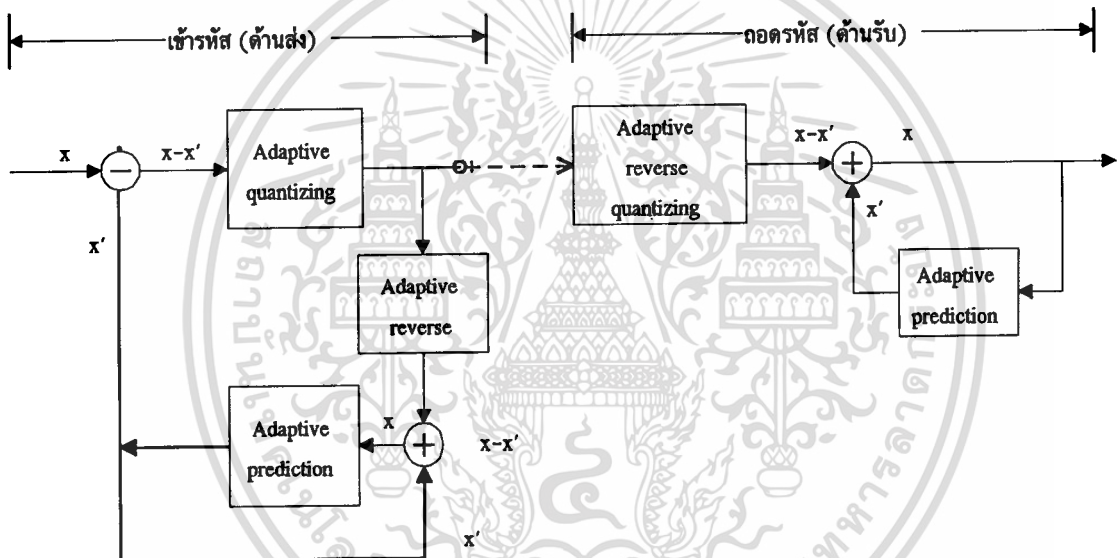 เข้ารหัส (ด้านส่ง)
ถอดรหัส (ด้านรับ)
x
−
x-x′
Adaptive
quantizing
Adaptive
reverse
quantizing
x-x′
+
x
x′
x′
Adaptive
reverse
Adaptive
prediction
Adaptive
prediction
x
+
x-x′
x′